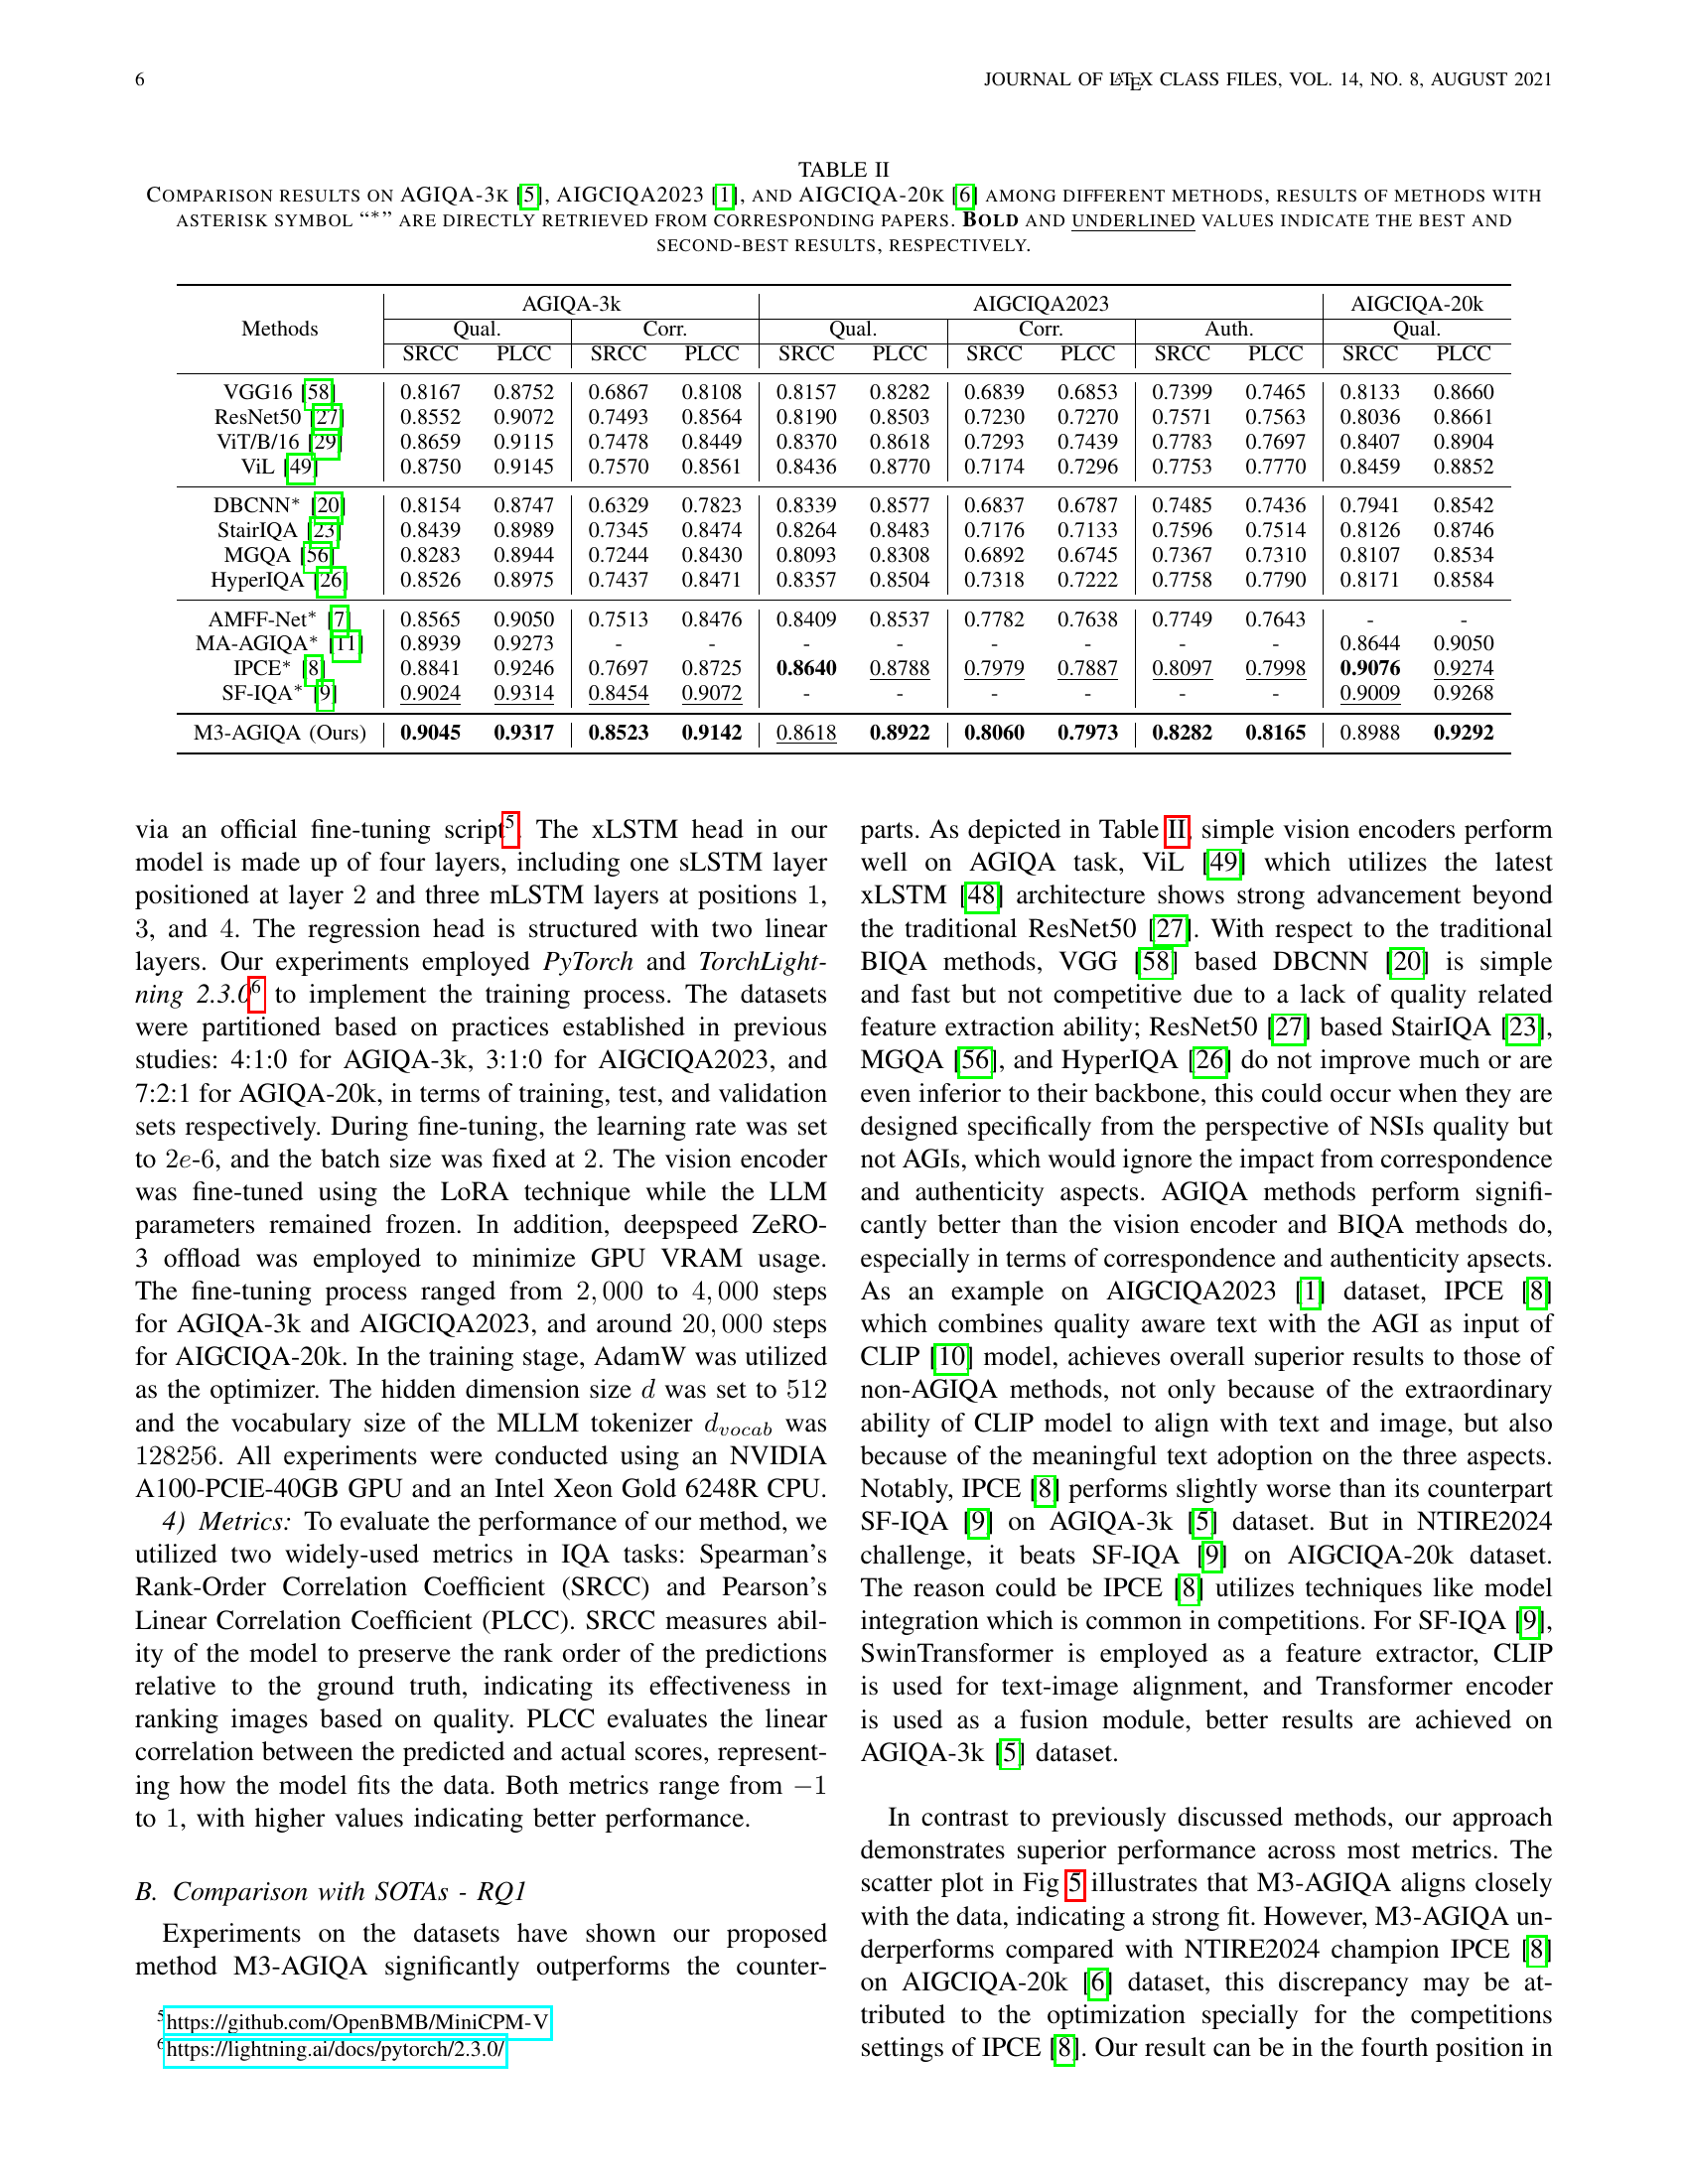 6
JOURNAL OF LATEX CLASS FILES, VOL. 14, NO. 8, AUGUST 2021
TABLE II
COMPARISON RESULTS ON AGIQA-3K [5], AIGCIQA2023 [1], AND AIGCIQA-20K [6] AMONG DIFFERENT METHODS, RESULTS OF METHODS WITH
ASTERISK SYMBOL “*” ARE DIRECTLY RETRIEVED FROM CORRESPONDING PAPERS. BOLD AND UNDERLINED VALUES INDICATE THE BEST AND
SECOND-BEST RESULTS, RESPECTIVELY.
AGIQA-3k AIGCIQA2023 AIGCIQA-20k
Methods Qual. Corr. Qual. Corr. Auth. Qual.
SRCC PLCC SRCC PLCC SRCC PLCC SRCC PLCC SRCC PLCC SRCC PLCC
VGG16 [58] 0.8167 0.8752 0.6867 0.8108 0.8157 0.8282 0.6839 0.6853 0.7399 0.7465 0.8133 0.8660
ResNet50 [27] 0.8552 0.9072 0.7493 0.8564 0.8190 0.8503 0.7230 0.7270 0.7571 0.7563 0.8036 0.8661
ViT/B/16 [29] 0.8659 0.9115 0.7478 0.8449 0.8370 0.8618 0.7293 0.7439 0.7783 0.7697 0.8407 0.8904
ViL [49] 0.8750 0.9145 0.7570 0.8561 0.8436 0.8770 0.7174 0.7296 0.7753 0.7770 0.8459 0.8852
DBCNN* [20] 0.8154 0.8747 0.6329 0.7823 0.8339 0.8577 0.6837 0.6787 0.7485 0.7436 0.7941 0.8542
StairIQA [23] 0.8439 0.8989 0.7345 0.8474 0.8264 0.8483 0.7176 0.7133 0.7596 0.7514 0.8126 0.8746
MGQA [56] 0.8283 0.8944 0.7244 0.8430 0.8093 0.8308 0.6892 0.6745 0.7367 0.7310 0.8107 0.8534
HyperIQA [26] 0.8526 0.8975 0.7437 0.8471 0.8357 0.8504 0.7318 0.7222 0.7758 0.7790 0.8171 0.8584
AMFF-Net* [7] 0.8565 0.9050 0.7513 0.8476 0.8409 0.8537 0.7782 0.7638 0.7749 0.7643 - -
MA-AGIQA* [11] 0.8939 0.9273 - - - - - - - - 0.8644 0.9050
IPCE* [8] 0.8841 0.9246 0.7697 0.8725 0.8640 0.8788 0.7979 0.7887 0.8097 0.7998 0.9076 0.9274
SF-IQA* [9] 0.9024 0.9314 0.8454 0.9072 - - - - - - 0.9009 0.9268
M3-AGIQA (Ours) 0.9045 0.9317 0.8523 0.9142 0.8618 0.8922 0.8060 0.7973 0.8282 0.8165 0.8988 0.9292
via an official fine-tuning script5. The xLSTM head in our
model is made up of four layers, including one sLSTM layer
positioned at layer 2 and three mLSTM layers at positions 1,
3, and 4. The regression head is structured with two linear
layers. Our experiments employed PyTorch and TorchLight-
ning 2.3.06 to implement the training process. The datasets
were partitioned based on practices established in previous
studies: 4:1:0 for AGIQA-3k, 3:1:0 for AIGCIQA2023, and
7:2:1 for AGIQA-20k, in terms of training, test, and validation
sets respectively. During fine-tuning, the learning rate was set
to 2e-6, and the batch size was fixed at 2. The vision encoder
was fine-tuned using the LoRA technique while the LLM
parameters remained frozen. In addition, deepspeed ZeRO-
3 offload was employed to minimize GPU VRAM usage.
The fine-tuning process ranged from 2,000 to 4,000 steps
for AGIQA-3k and AIGCIQA2023, and around 20,000 steps
for AIGCIQA-20k. In the training stage, AdamW was utilized
as the optimizer. The hidden dimension size d was set to 512
and the vocabulary size of the MLLM tokenizer dvocab was
128256. All experiments were conducted using an NVIDIA
A100-PCIE-40GB GPU and an Intel Xeon Gold 6248R CPU.
4) Metrics: To evaluate the performance of our method, we
utilized two widely-used metrics in IQA tasks: Spearman’s
Rank-Order Correlation Coefficient (SRCC) and Pearson’s
Linear Correlation Coefficient (PLCC). SRCC measures abil-
ity of the model to preserve the rank order of the predictions
relative to the ground truth, indicating its effectiveness in
ranking images based on quality. PLCC evaluates the linear
correlation between the predicted and actual scores, represent-
ing how the model fits the data. Both metrics range from −1
to 1, with higher values indicating better performance.
B. Comparison with SOTAs - RQ1
Experiments on the datasets have shown our proposed
method M3-AGIQA significantly outperforms the counter-
5https://github.com/OpenBMB/MiniCPM-V
6https://lightning.ai/docs/pytorch/2.3.0/
parts. As depicted in Table II, simple vision encoders perform
well on AGIQA task, ViL [49] which utilizes the latest
xLSTM [48] architecture shows strong advancement beyond
the traditional ResNet50 [27]. With respect to the traditional
BIQA methods, VGG [58] based DBCNN [20] is simple
and fast but not competitive due to a lack of quality related
feature extraction ability; ResNet50 [27] based StairIQA [23],
MGQA [56], and HyperIQA [26] do not improve much or are
even inferior to their backbone, this could occur when they are
designed specifically from the perspective of NSIs quality but
not AGIs, which would ignore the impact from correspondence
and authenticity aspects. AGIQA methods perform signifi-
cantly better than the vision encoder and BIQA methods do,
especially in terms of correspondence and authenticity apsects.
As an example on AIGCIQA2023 [1] dataset, IPCE [8]
which combines quality aware text with the AGI as input of
CLIP [10] model, achieves overall superior results to those of
non-AGIQA methods, not only because of the extraordinary
ability of CLIP model to align with text and image, but also
because of the meaningful text adoption on the three aspects.
Notably, IPCE [8] performs slightly worse than its counterpart
SF-IQA [9] on AGIQA-3k [5] dataset. But in NTIRE2024
challenge, it beats SF-IQA [9] on AIGCIQA-20k dataset.
The reason could be IPCE [8] utilizes techniques like model
integration which is common in competitions. For SF-IQA [9],
SwinTransformer is employed as a feature extractor, CLIP
is used for text-image alignment, and Transformer encoder
is used as a fusion module, better results are achieved on
AGIQA-3k [5] dataset.
In contrast to previously discussed methods, our approach
demonstrates superior performance across most metrics. The
scatter plot in Fig 5 illustrates that M3-AGIQA aligns closely
with the data, indicating a strong fit. However, M3-AGIQA un-
derperforms compared with NTIRE2024 champion IPCE [8]
on AIGCIQA-20k [6] dataset, this discrepancy may be at-
tributed to the optimization specially for the competitions
settings of IPCE [8]. Our result can be in the fourth position in